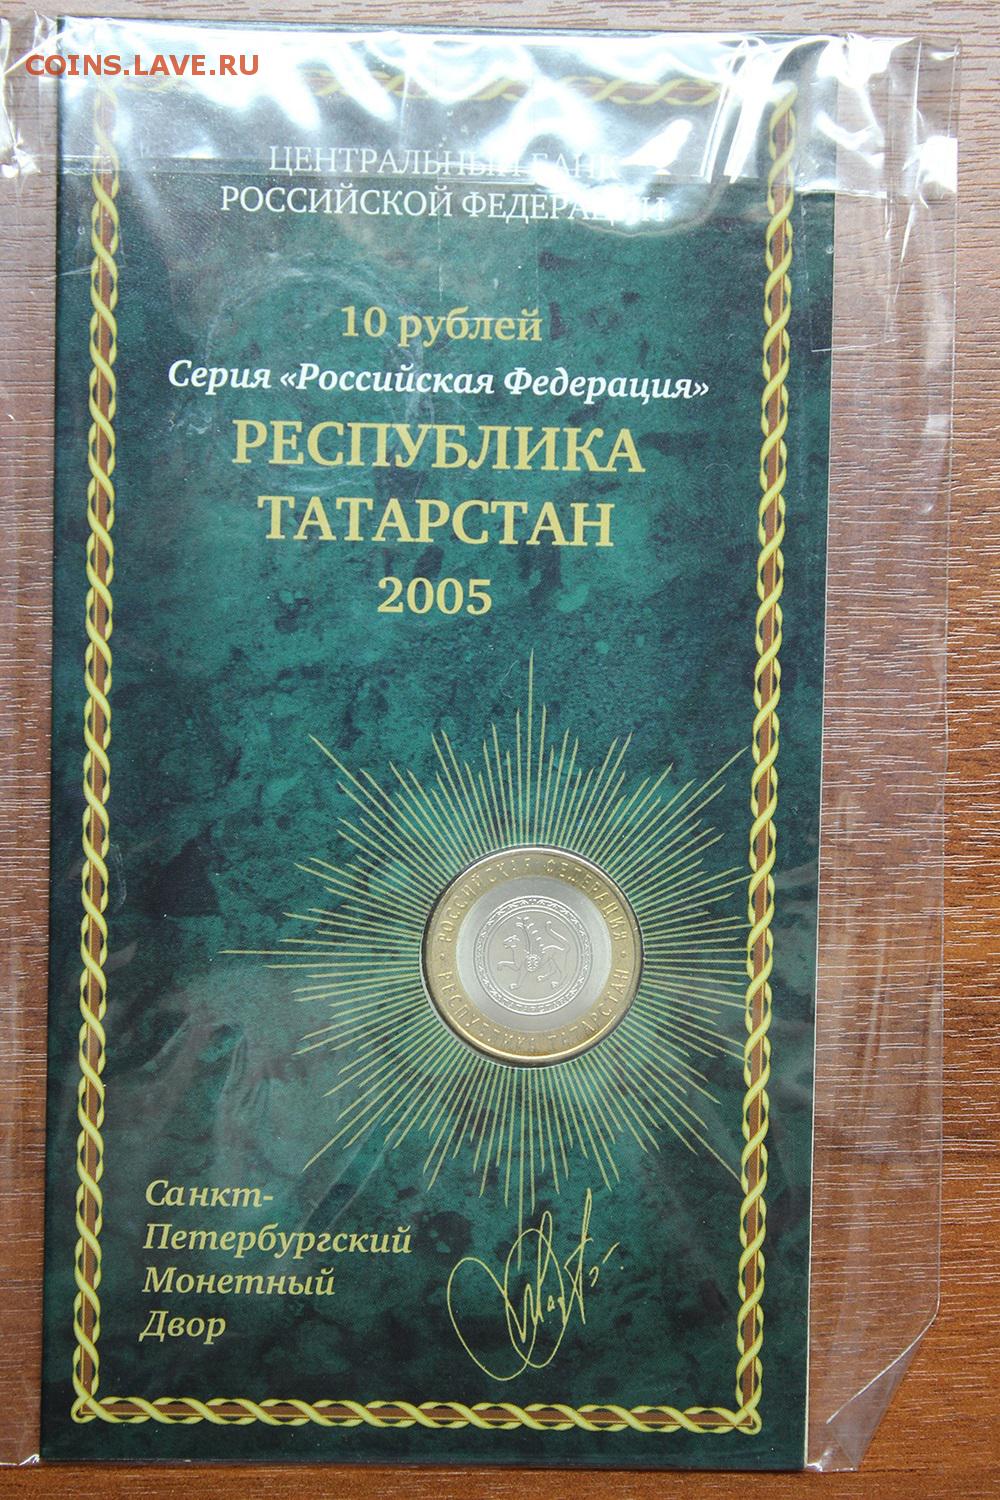 COINS.LAVE.RU
ЦЕНТРАЛЬНЫЙ БАНК
РОССИЙСКОЙ ФЕДЕРАЦИИ
10 рублей
Серия «Российская Федерация»
РЕСПУБЛИКА
ТАТАРСТАН
2005
РОССИЙСКАЯ ФЕДЕРАЦИЯ
РЕСПУБЛИКА ТАТАРСТАН
Санкт-
Петербургский
Монетный
Двор